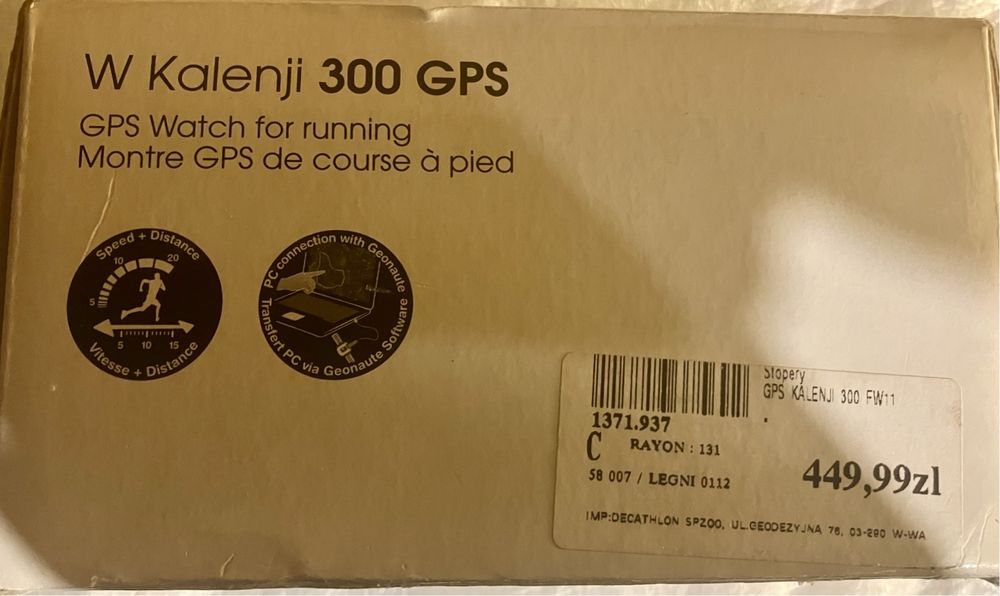 W Kalenji 300 GPS
GPS Watch for running
Montre GPS de course à pied
Speed + Distance
5 10 20
5 10 15
Vitesse + Distance
PC connection with Geonaute
Transfert PC via Geonaute Software
Stopery
GPS KALENJI 300 FW11
1371.937
C RAYON : 131
58 007 / LEGNI 0112
449,99zl
IMP:DECATHLON SPZOO, UL.GEODEZYJNA 76, 03-290 W-WA